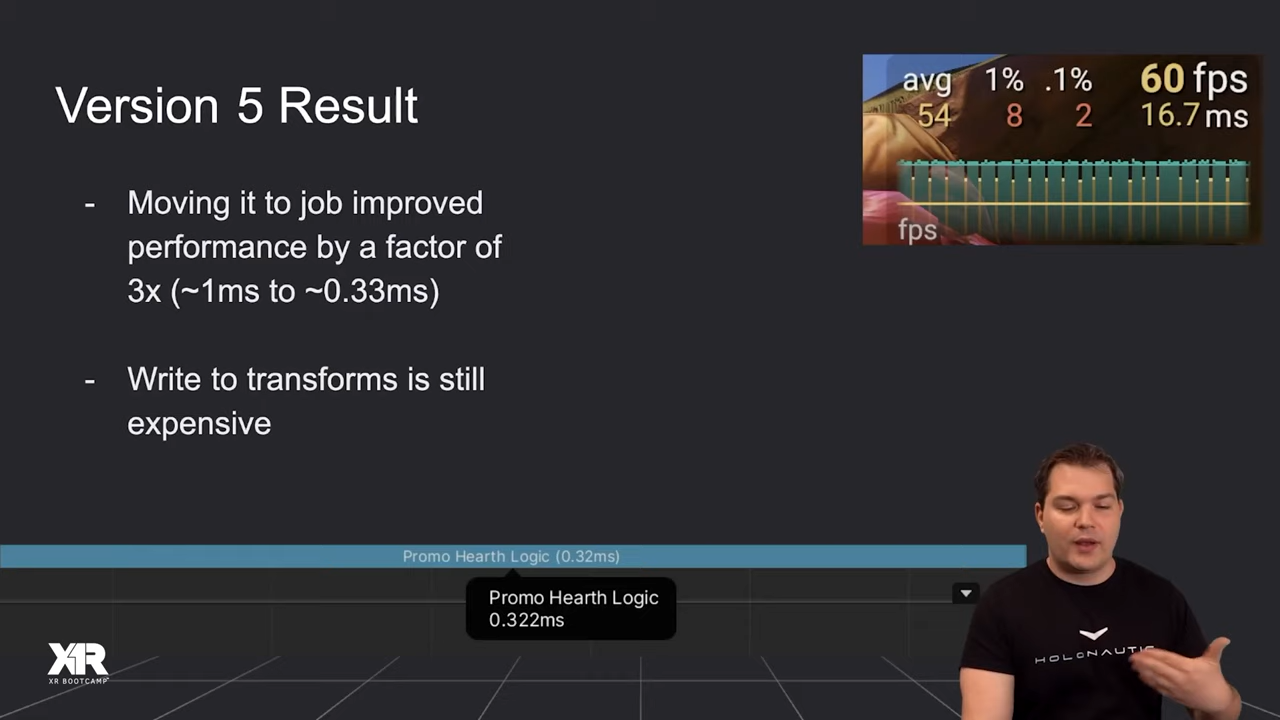 Version 5 Result
- Moving it to job improved
performance by a factor of
3x (~1ms to ~0.33ms)
- Write to transforms is still
expensive
avg 1% .1% 60 fps
54 8 2 16.7 ms
fps
Promo Hearth Logic (0.32ms)
Promo Hearth Logic
0.322ms
XR
XR BOOTCAMP
HOLONAUTIC